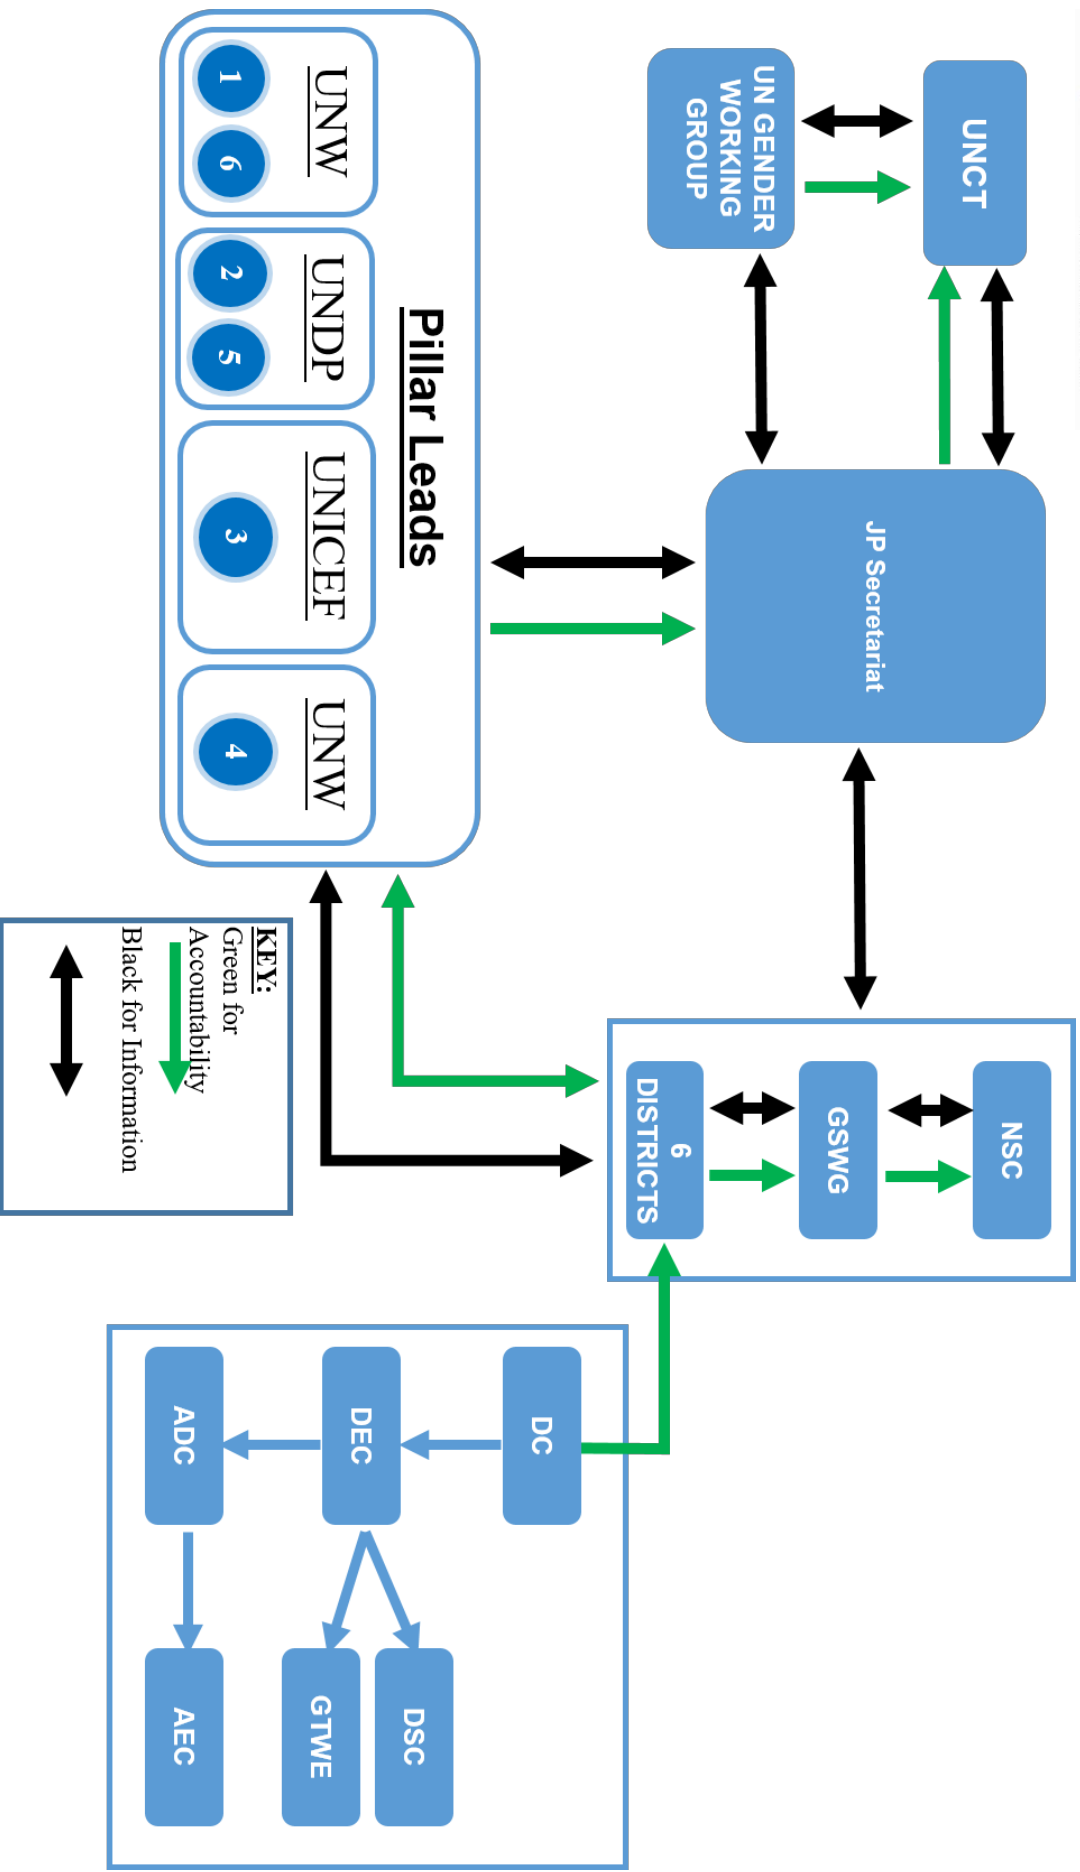 UNCT
UN GENDER
WORKING
GROUP
JP Secretariat
NSC
GSWG
6
DISTRICTS
Pillar Leads
UNW
1
6
UNDP
2
5
UNICEF
3
UNW
4
KEY:
Green for
Accountability
Black for Information
DC
DEC
ADC
DSC
GTWE
AEC